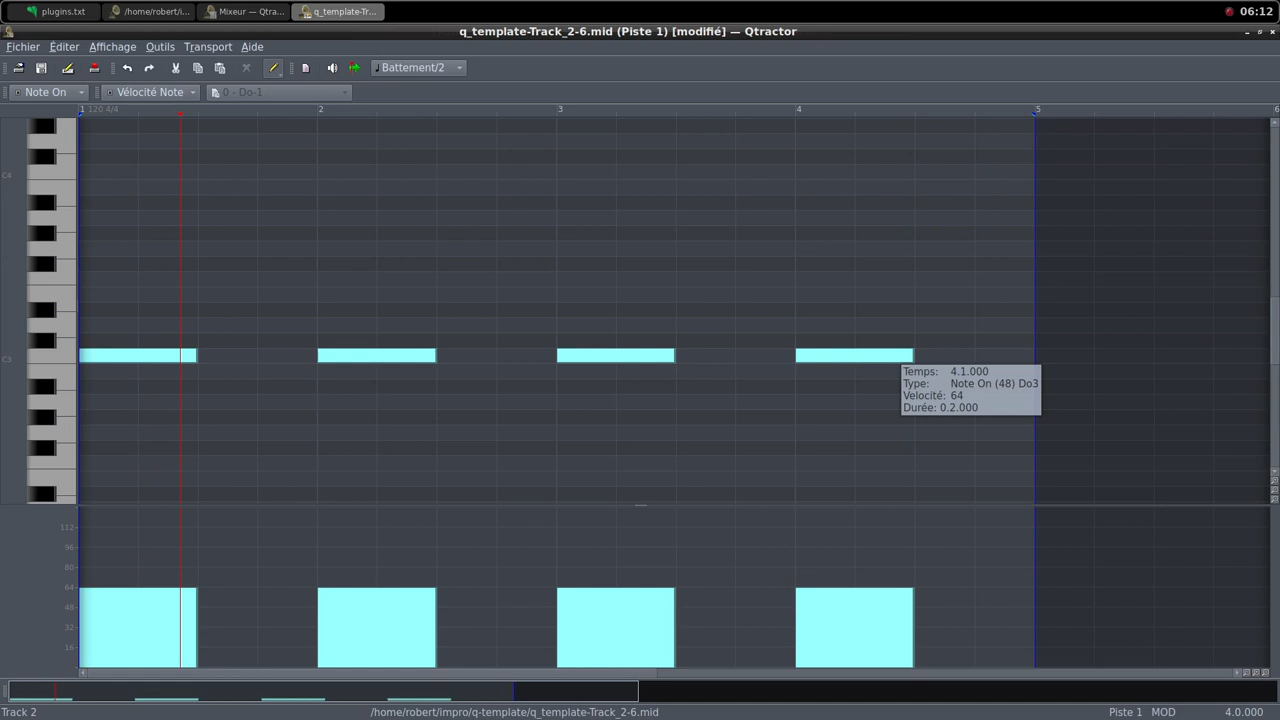 plugins.txt /home/robert/i... Mixeur — Qtra... q_template-Tr... 06:12
q_template-Track_2-6.mid (Piste 1) [modifié] — Qtractor
Fichier Éditer Affichage Outils Transport Aide
Battement/2
Note On Vélocité Note 0 - Do-1
1 120 4/4 2 3 4 5 6
C4
C3
Temps: 4.1.000
Type: Note On (48) Do3
Velocité: 64
Durée: 0.2.000
112
96
80
64
48
32
16
Track 2 /home/robert/impro/q-template/q_template-Track_2-6.mid Piste 1 MOD 4.0.000